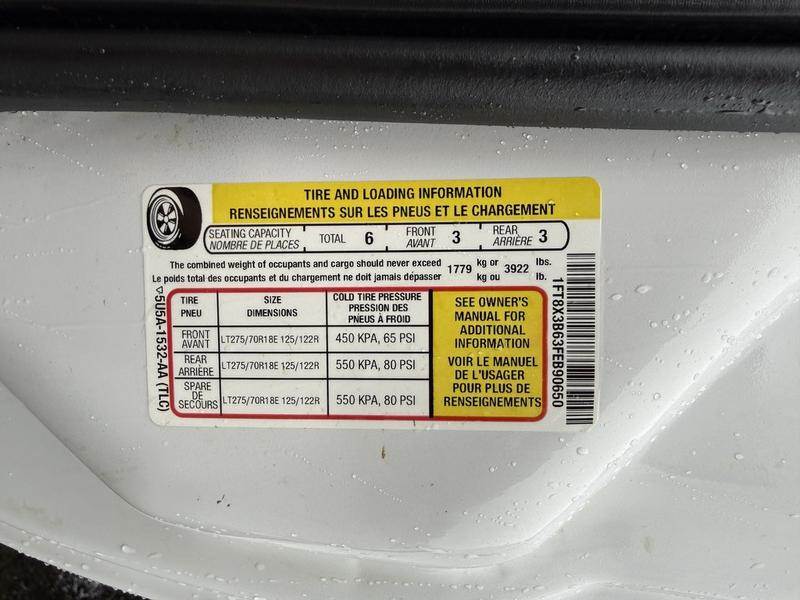 TIRE AND LOADING INFORMATION
RENSEIGNEMENTS SUR LES PNEUS ET LE CHARGEMENT
SEATING CAPACITY
NOMBRE DE PLACES
TOTAL 6
FRONT
AVANT
3
REAR
ARRIÈRE
3
The combined weight of occupants and cargo should never exceed
Le poids total des occupants et du chargement ne doit jamais dépasser
1779
kg or
kg ou
3922
lbs.
lb.
TIRE
PNEU
SIZE
DIMENSIONS
COLD TIRE PRESSURE
PRESSION DES
PNEUS À FROID
FRONT
AVANT
LT275/70R18E 125/122R
450 KPA, 65 PSI
REAR
ARRIÈRE
LT275/70R18E 125/122R
550 KPA, 80 PSI
SPARE
DE
SECOURS
LT275/70R18E 125/122R
550 KPA, 80 PSI
SEE OWNER'S
MANUAL FOR
ADDITIONAL
INFORMATION
VOIR LE MANUEL
DE L'USAGER
POUR PLUS DE
RENSEIGNEMENTS
5U5A-1532-AA (TLC)
1FT8X3B63FEB90650